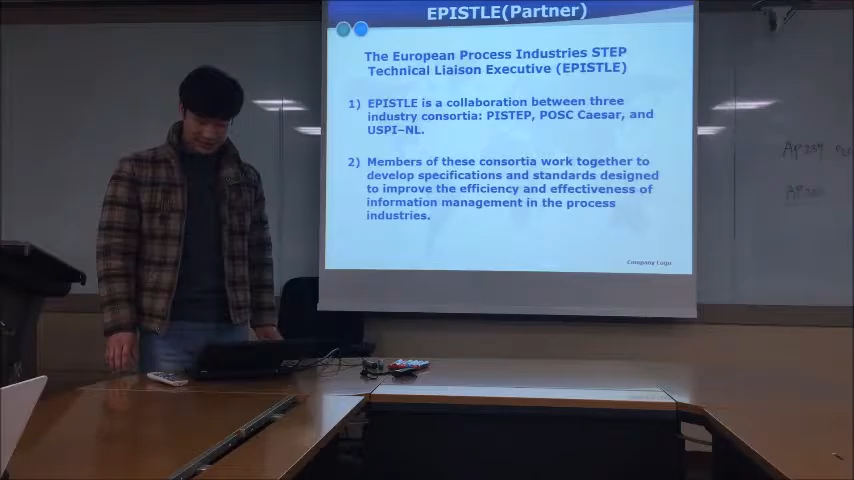 EPISTLE(Partner)
The European Process Industries STEP
Technical Liaison Executive (EPISTLE)
1) EPISTLE is a collaboration between three
industry consortia: PISTEP, POSC Caesar, and
USPI-NL.
2) Members of these consortia work together to
develop specifications and standards designed
to improve the efficiency and effectiveness of
information management in the process
industries.
Company Logo